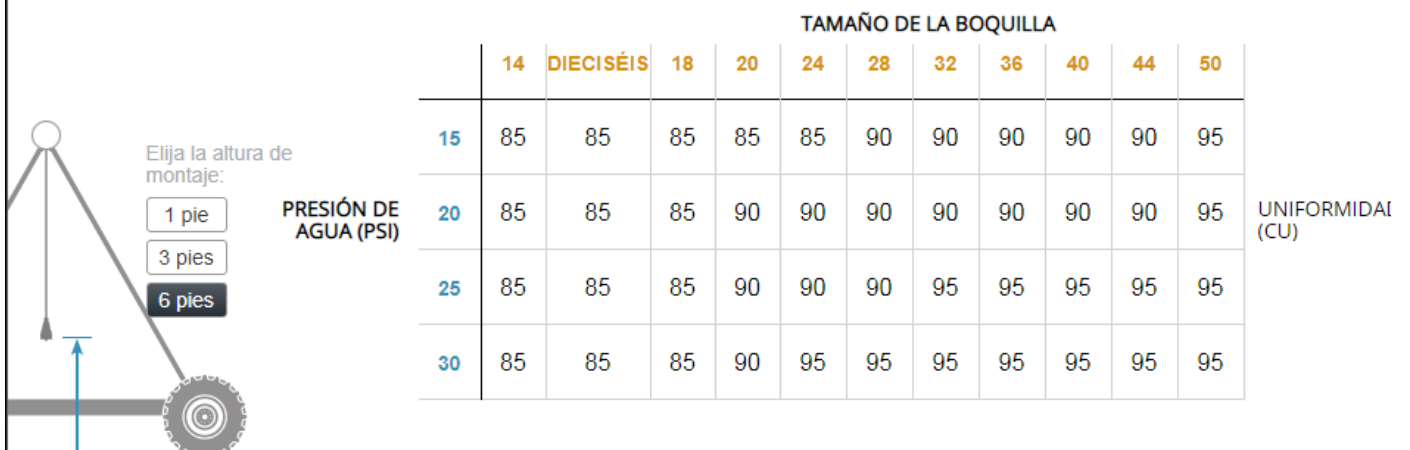 TAMAÑO DE LA BOQUILLA
14 DIECISÉIS 18 20 24 28 32 36 40 44 50
Elija la altura de
montaje:
1 pie
3 pies
6 pies
PRESIÓN DE
AGUA (PSI)
15 85 85 85 85 85 90 90 90 90 90 95
20 85 85 85 90 90 90 90 90 90 90 95
25 85 85 85 90 90 90 95 95 95 95 95
30 85 85 85 90 95 95 95 95 95 95 95
UNIFORMIDAD
(CU)